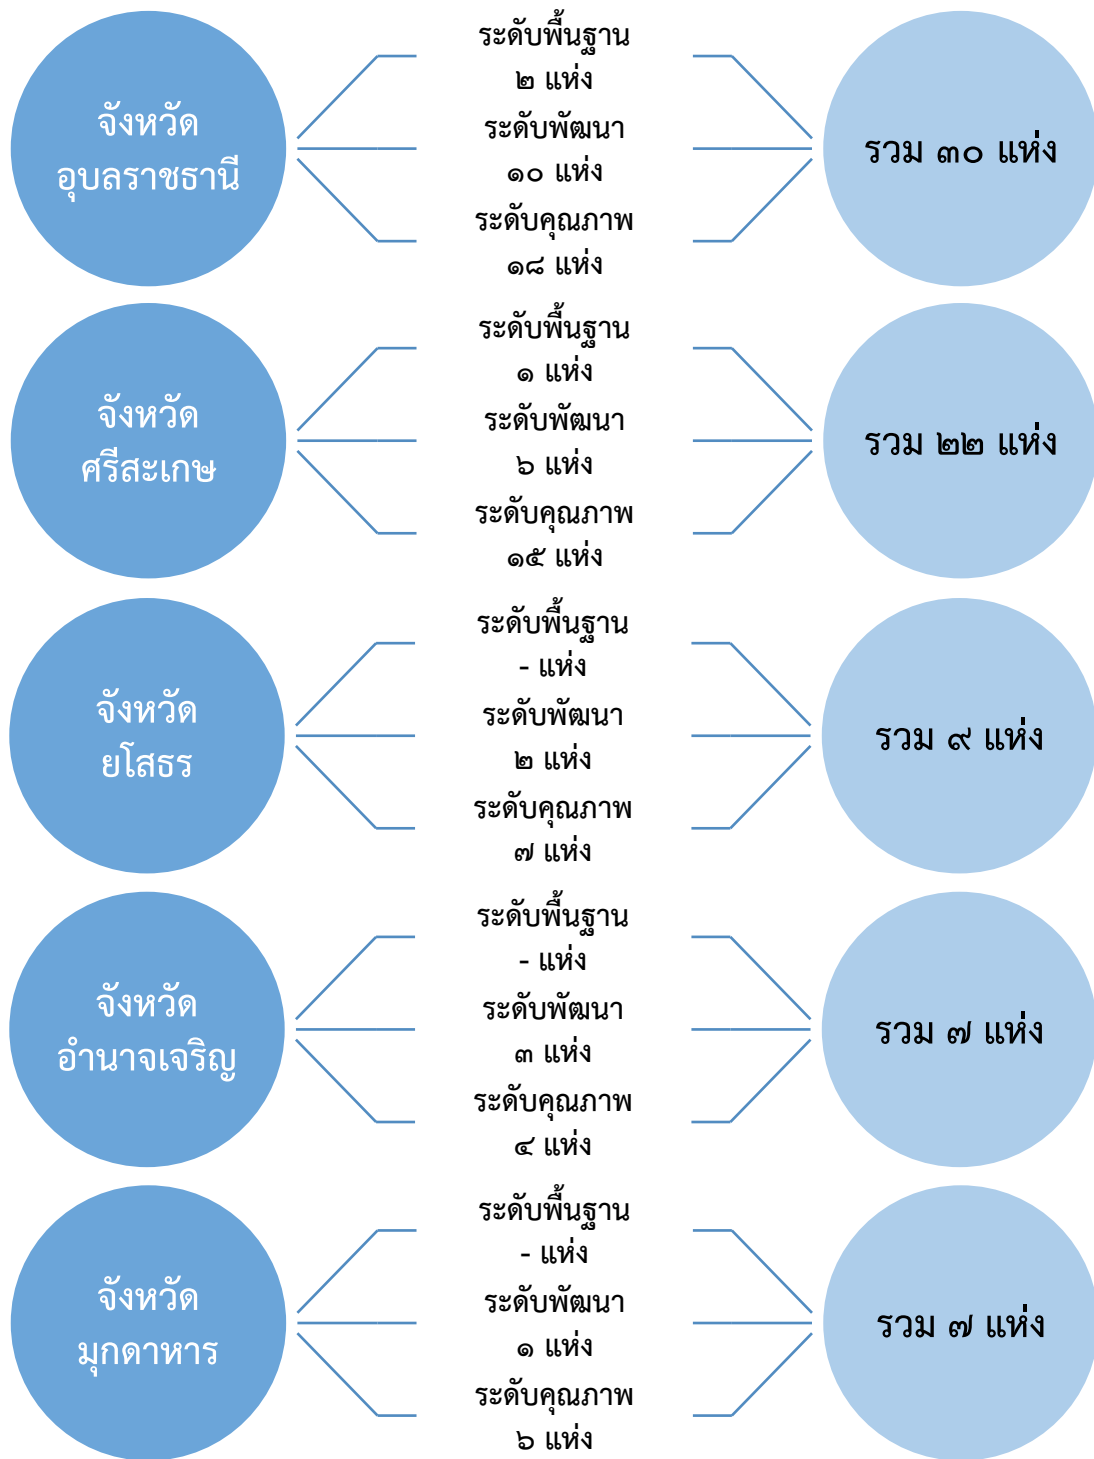 จังหวัด
อุบลราชธานี
ระดับพื้นฐาน
๒ แห่ง
ระดับพัฒนา
๑๐ แห่ง
ระดับคุณภาพ
๑๘ แห่ง
รวม ๓๐ แห่ง
จังหวัด
ศรีสะเกษ
ระดับพื้นฐาน
๑ แห่ง
ระดับพัฒนา
๖ แห่ง
ระดับคุณภาพ
๑๕ แห่ง
รวม ๒๒ แห่ง
จังหวัด
ยโสธร
ระดับพื้นฐาน
- แห่ง
ระดับพัฒนา
๒ แห่ง
ระดับคุณภาพ
๗ แห่ง
รวม ๙ แห่ง
จังหวัด
อำนาจเจริญ
ระดับพื้นฐาน
- แห่ง
ระดับพัฒนา
๓ แห่ง
ระดับคุณภาพ
๔ แห่ง
รวม ๗ แห่ง
จังหวัด
มุกดาหาร
ระดับพื้นฐาน
- แห่ง
ระดับพัฒนา
๑ แห่ง
ระดับคุณภาพ
๖ แห่ง
รวม ๗ แห่ง